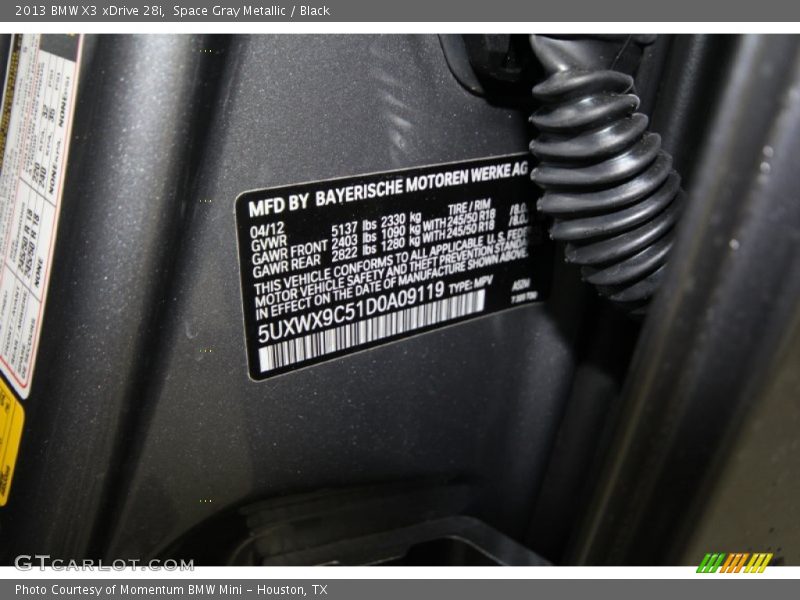 2013 BMW X3 xDrive 28i, Space Gray Metallic / Black
MFD BY BAYERISCHE MOTOREN WERKE AG
04/12 TIRE / RIM
GVWR 5137 lbs 2330 kg
GAWR FRONT 2403 lbs 1090 kg WITH 245/50 R18
GAWR REAR 2822 lbs 1280 kg WITH 245/50 R18
THIS VEHICLE CONFORMS TO ALL APPLICABLE U.S.
MOTOR VEHICLE SAFETY AND THEFT PREVENTION
IN EFFECT ON THE DATE OF MANUFACTURE SHOWN ABOVE.
5UXWX9C51D0A09119 TYPE: MPV
GTCARLOT.COM
Photo Courtesy of Momentum BMW Mini - Houston, TX